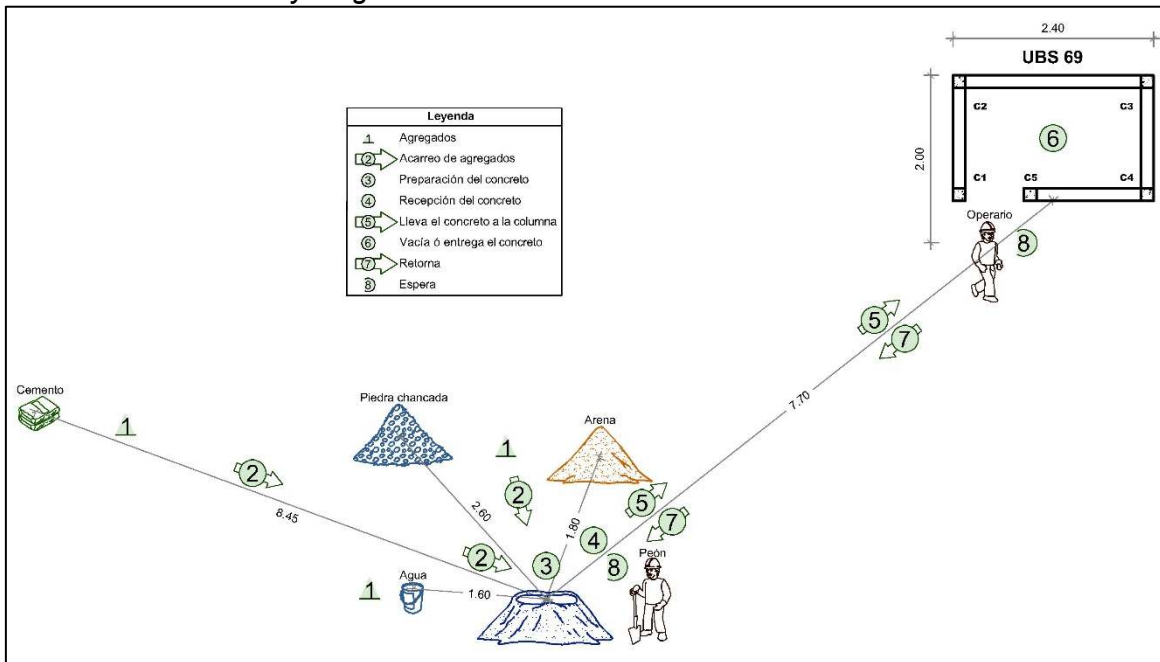 2.40
UBS 69
2.00
C2
C3
6
C1
C5
C4
Operario
8
Leyenda
1 Agregados
2 Acarreo de agregados
3 Preparación del concreto
4 Recepción del concreto
5 Lleva el concreto a la columna
6 Vacía ó entrega el concreto
7 Retorna
8 Espera
5
7
7.70
Cemento
1
2
8.45
Piedra chancada
1
2
2.60
Arena
1.80
5
7
4
2
3
8
Peón
Agua
1
1.60